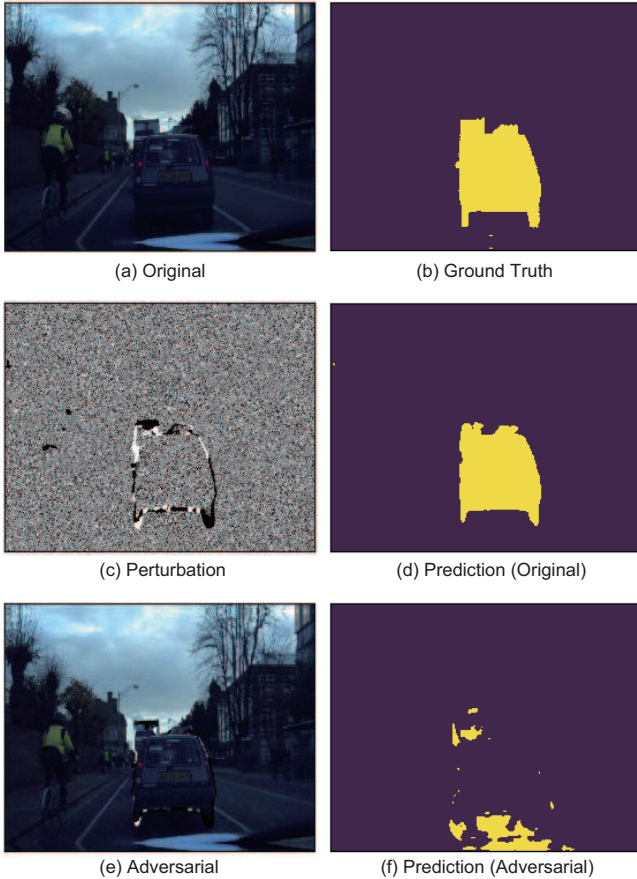 (a) Original
(b) Ground Truth
(c) Perturbation
(d) Prediction (Original)
(e) Adversarial
(f) Prediction (Adversarial)